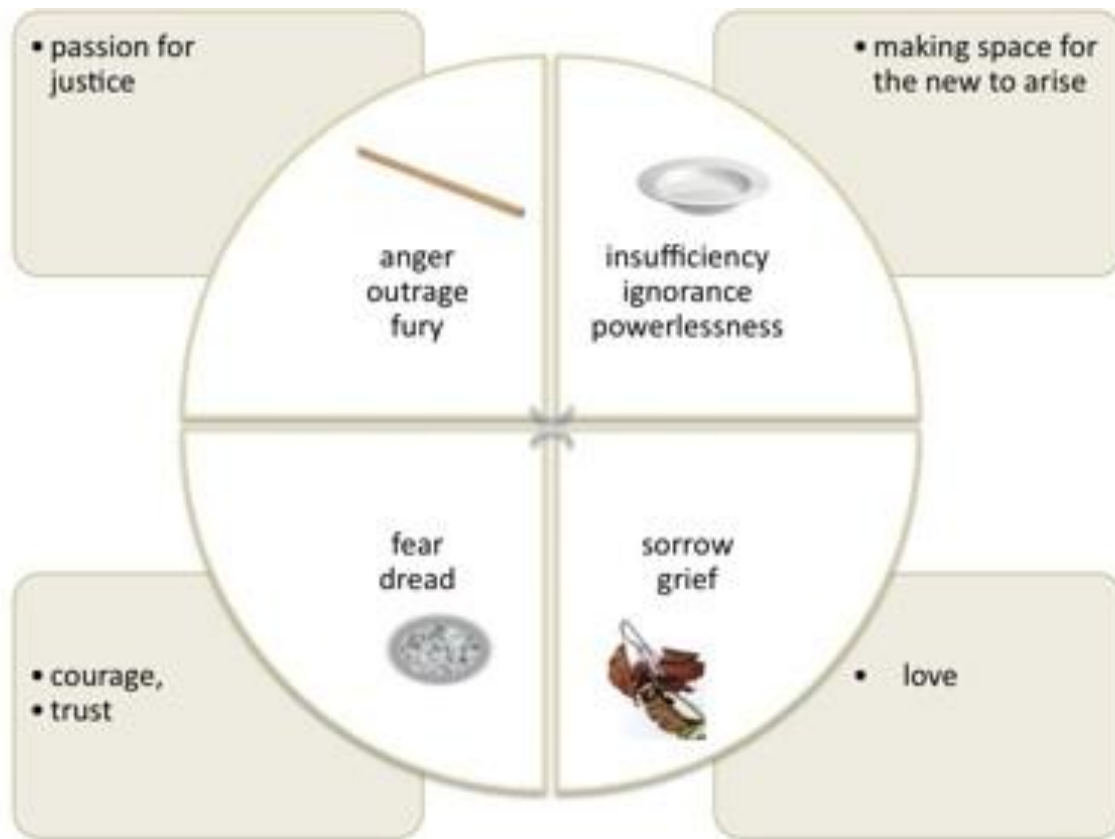 • passion for
justice
• making space for
the new to arise
anger
outrage
fury
insufficiency
ignorance
powerlessness
fear
dread
sorrow
grief
• courage,
• trust
• love